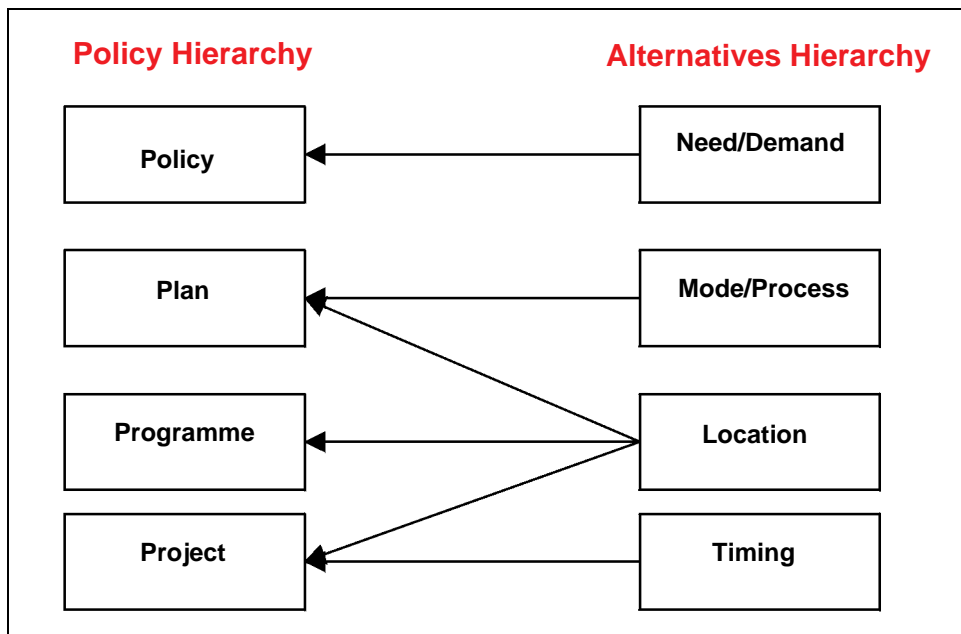 Policy Hierarchy
Alternatives Hierarchy
Policy
Need/Demand
Plan
Mode/Process
Programme
Location
Project
Timing